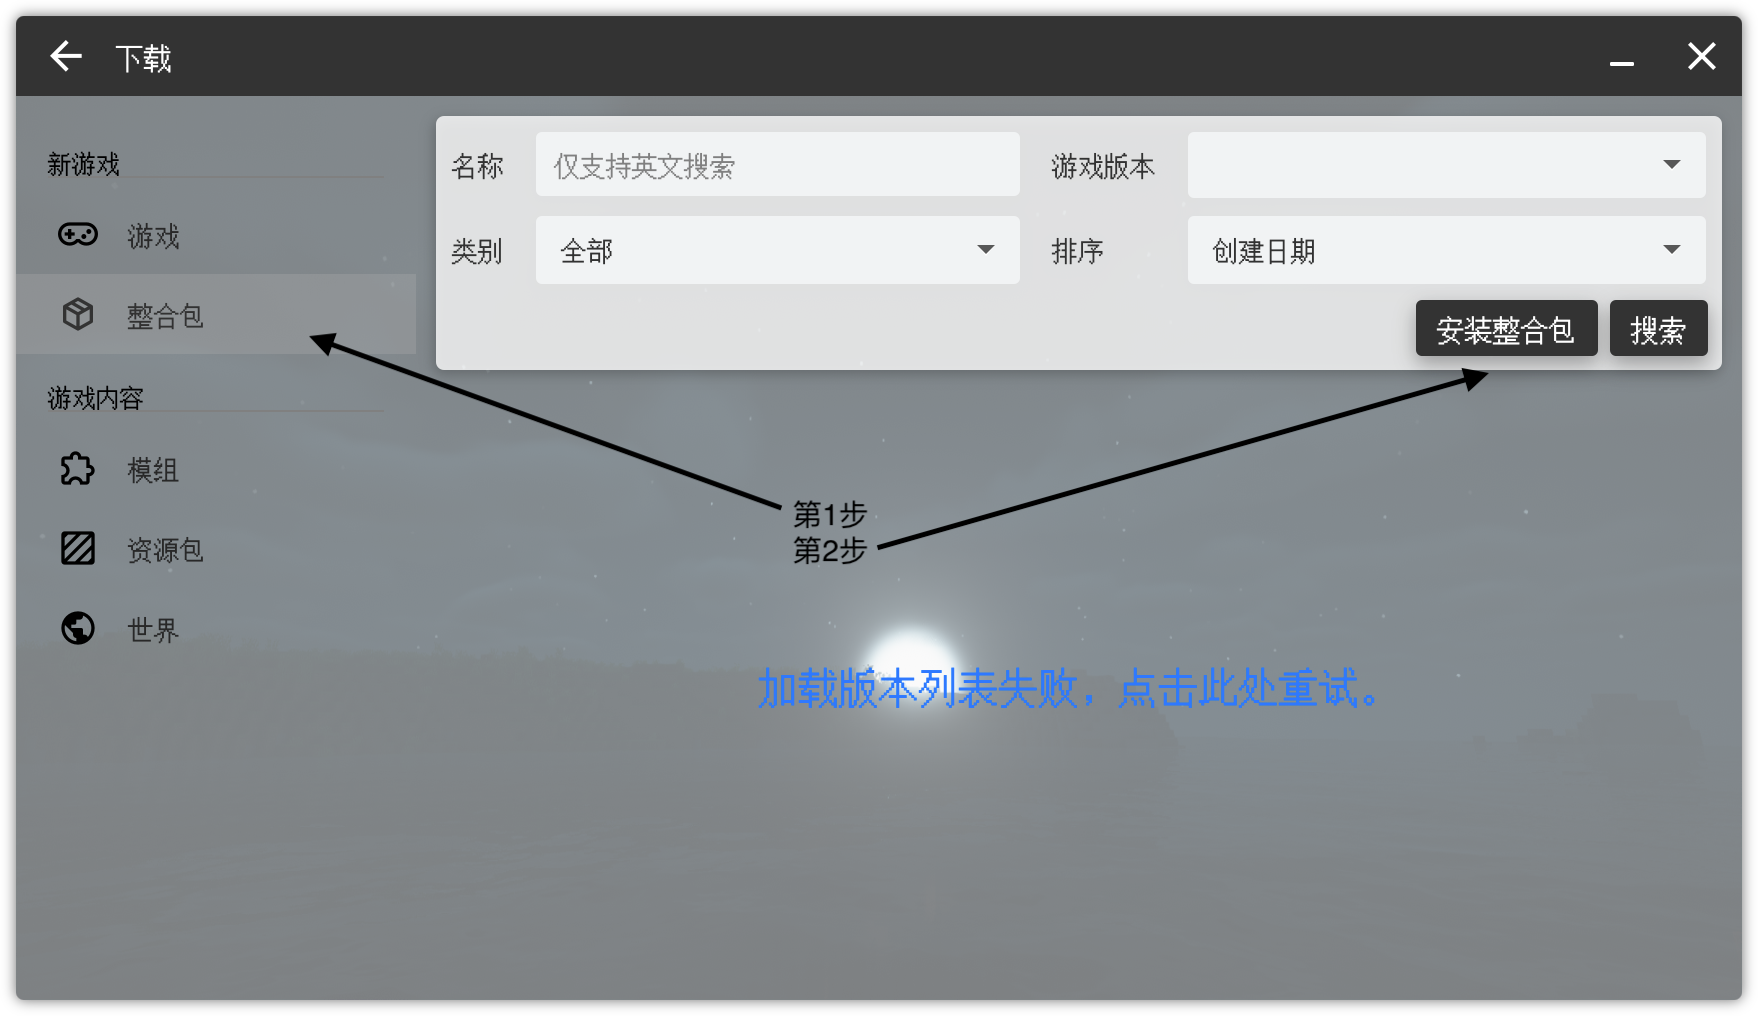 下载
新游戏
游戏
整合包
游戏内容
模组
资源包
世界
名称 仅支持英文搜索 游戏版本
类别 全部 排序 创建日期
安装整合包 搜索
第1步
第2步
加载版本列表失败，点击此处重试。